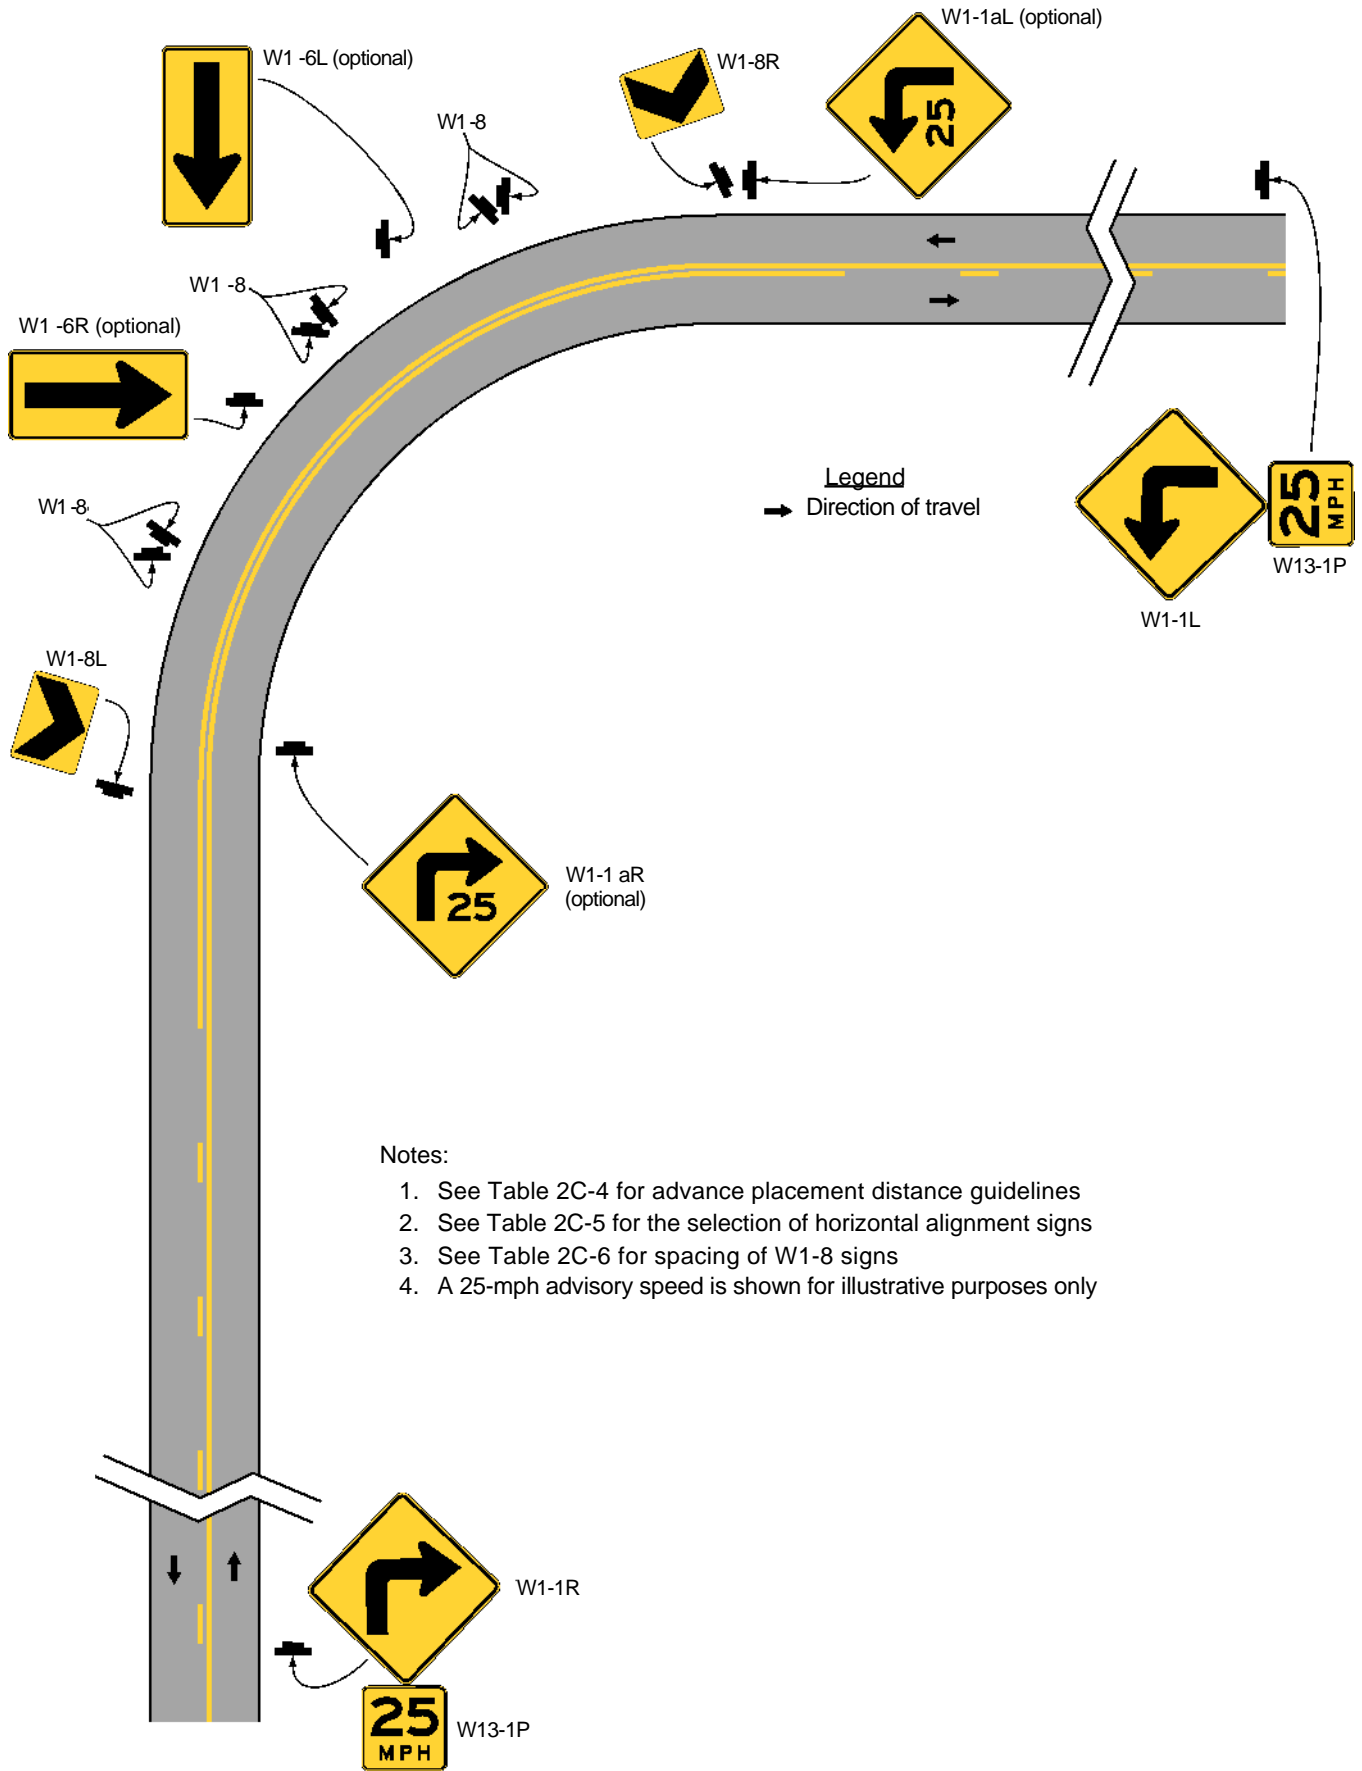 W1-1aL (optional)
W1 -6L (optional)
W1-8R
25
W1-8
W1 -8
W1 -6R (optional)
Legend
Direction of travel
25
MPH
W1-8
W13-1P
W1-1L
W1-8L
W1-1 aR
(optional)
25
Notes:
1. See Table 2C-4 for advance placement distance guidelines
2. See Table 2C-5 for the selection of horizontal alignment signs
3. See Table 2C-6 for spacing of W1-8 signs
4. A 25-mph advisory speed is shown for illustrative purposes only
W1-1R
25
MPH
W13-1P